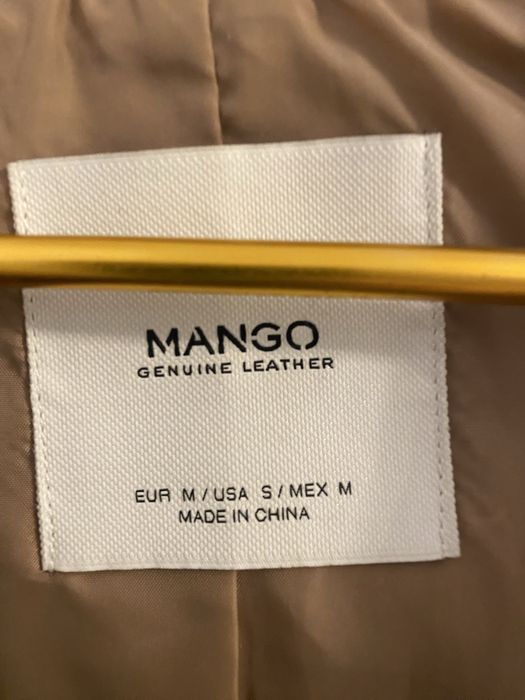 MANGO
GENUINE LEATHER
EUR M / USA S / MEX M
MADE IN CHINA